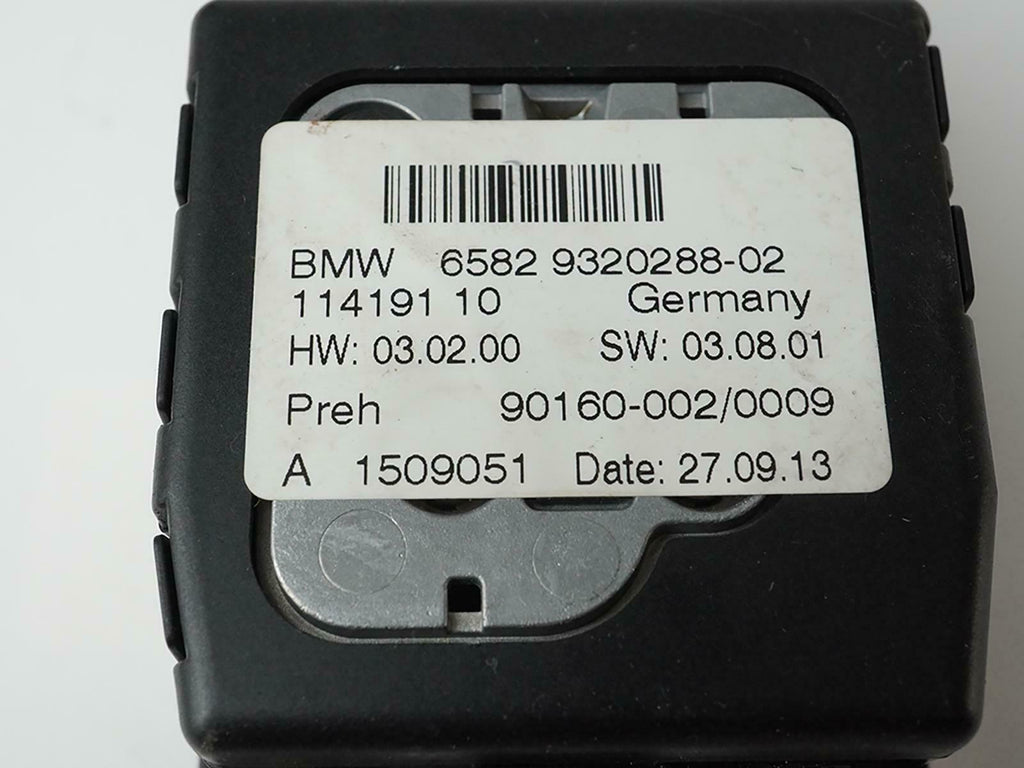 BMW 6582 9320288-02
114191 10 Germany
HW: 03.02.00 SW: 03.08.01
Preh 90160-002/0009
A 1509051 Date: 27.09.13